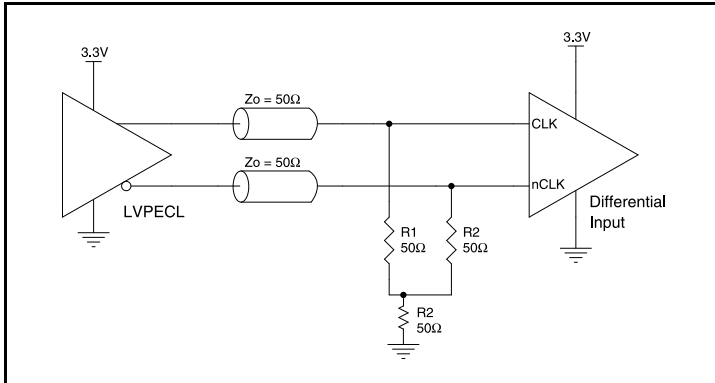 3.3V
3.3V
Zo = 50Ω
CLK
Zo = 50Ω
nCLK
LVPECL
Differential
Input
R1
50Ω
R2
50Ω
R2
50Ω